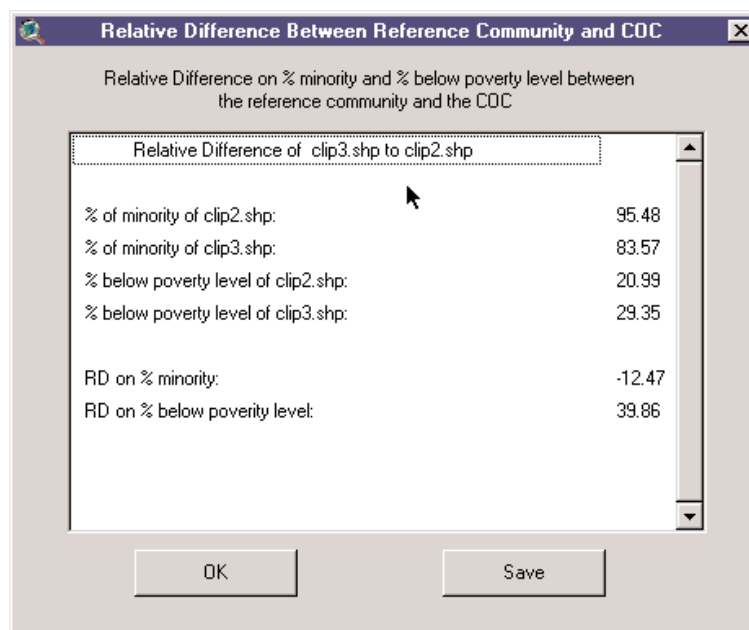 Relative Difference Between Reference Community and COC
Relative Difference on % minority and % below poverty level between
the reference community and the COC
Relative Difference of clip3.shp to clip2.shp
% of minority of clip2.shp: 95.48
% of minority of clip3.shp: 83.57
% below poverty level of clip2.shp: 20.99
% below poverty level of clip3.shp: 29.35
RD on % minority: -12.47
RD on % below poverity level: 39.86
OK Save